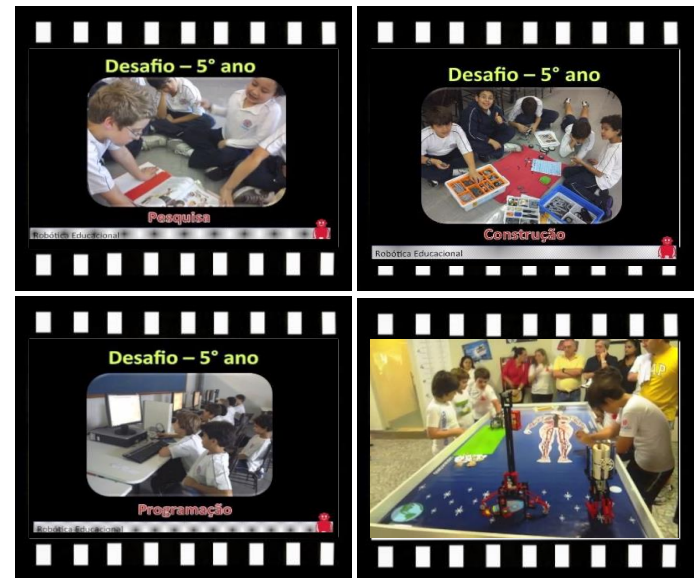 Desafio – 5° ano
Pesquisa
Robótica Educacional
Desafio – 5° ano
Construção
Robótica Educacional
Desafio – 5° ano
Programação
Robótica Educacional